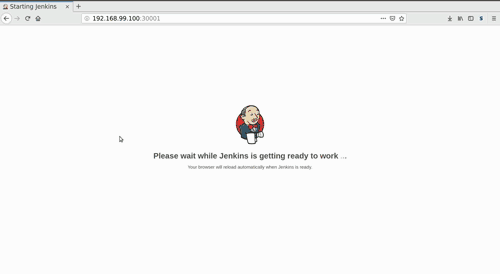 Starting Jenkins
192.168.99.100:30001
Please wait while Jenkins is getting ready to work ...
Your browser will reload automatically when Jenkins is ready.